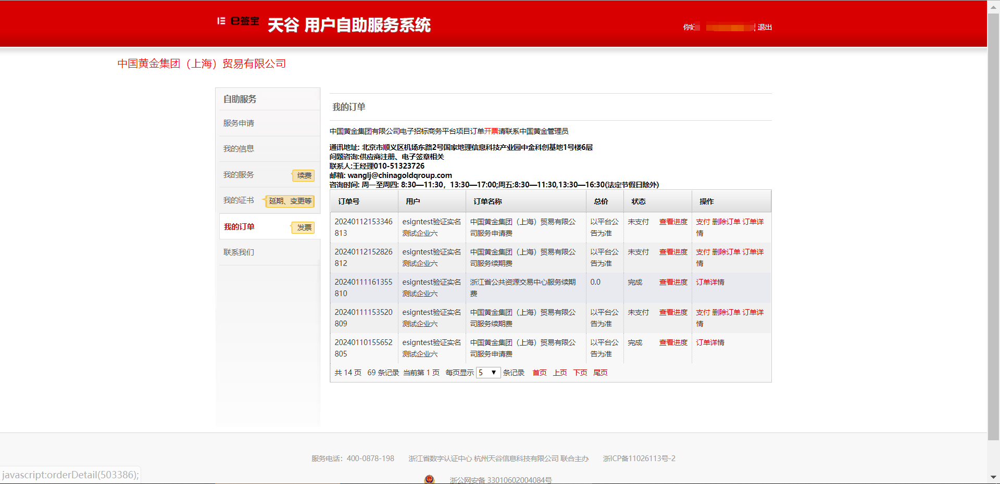 e签宝 天谷 用户自助服务系统
你好 | 退出
中国黄金集团（上海）贸易有限公司
自助服务
服务申请
我的信息
我的服务 续费
我的证书 延期、变更等
我的订单 发票
联系我们
我的订单
中国黄金集团有限公司电子招标商务平台项目订单开票请联系中国黄金管理员
通讯地址: 北京市顺义区机场东路2号国家地理信息科技产业园中金科创基地1号楼6层
问题咨询:供应商注册、电子签章相关
联系人:王经理010-51323726
邮箱: wanglj@chinagoldqroup.com
咨询时间: 周一至周四: 8:30—11:30，13:30—17:00;周五:8:30—11:30,13:30—16:30(法定节假日除外)
订单号 用户 订单名称 总价 状态 操作
20240112153346 esigntest验证实名 中国黄金集团（上海）贸易有限公 以平台公 未支付 查看进度 支付 删除订单 订单详
813 测试企业六 司服务申请费 告为准 情
20240112152826 esigntest验证实名 中国黄金集团（上海）贸易有限公 以平台公 未支付 查看进度 支付 删除订单 订单详
812 测试企业六 司服务续期费 告为准 情
20240111161355 esigntest验证实名 浙江省公共资源交易中心服务续期 0.0 完成 查看进度 订单详情
810 测试企业六 费
20240111153520 esigntest验证实名 中国黄金集团（上海）贸易有限公 以平台公 未支付 查看进度 支付 删除订单 订单详
809 测试企业六 司服务续期费 告为准 情
20240110155652 esigntest验证实名 中国黄金集团（上海）贸易有限公 以平台公 完成 查看进度 订单详情
805 测试企业六 司服务申请费 告为准
共 14 页 69 条记录 当前第 1 页 每页显示 5 条记录 首页 上页 下页 尾页
服务电话：400-0878-198 浙江省数字认证中心 杭州天谷信息科技有限公司 联合主办 浙ICP备11026113号-2
浙公网安备 33010602004084号
javascript:orderDetail(503386);